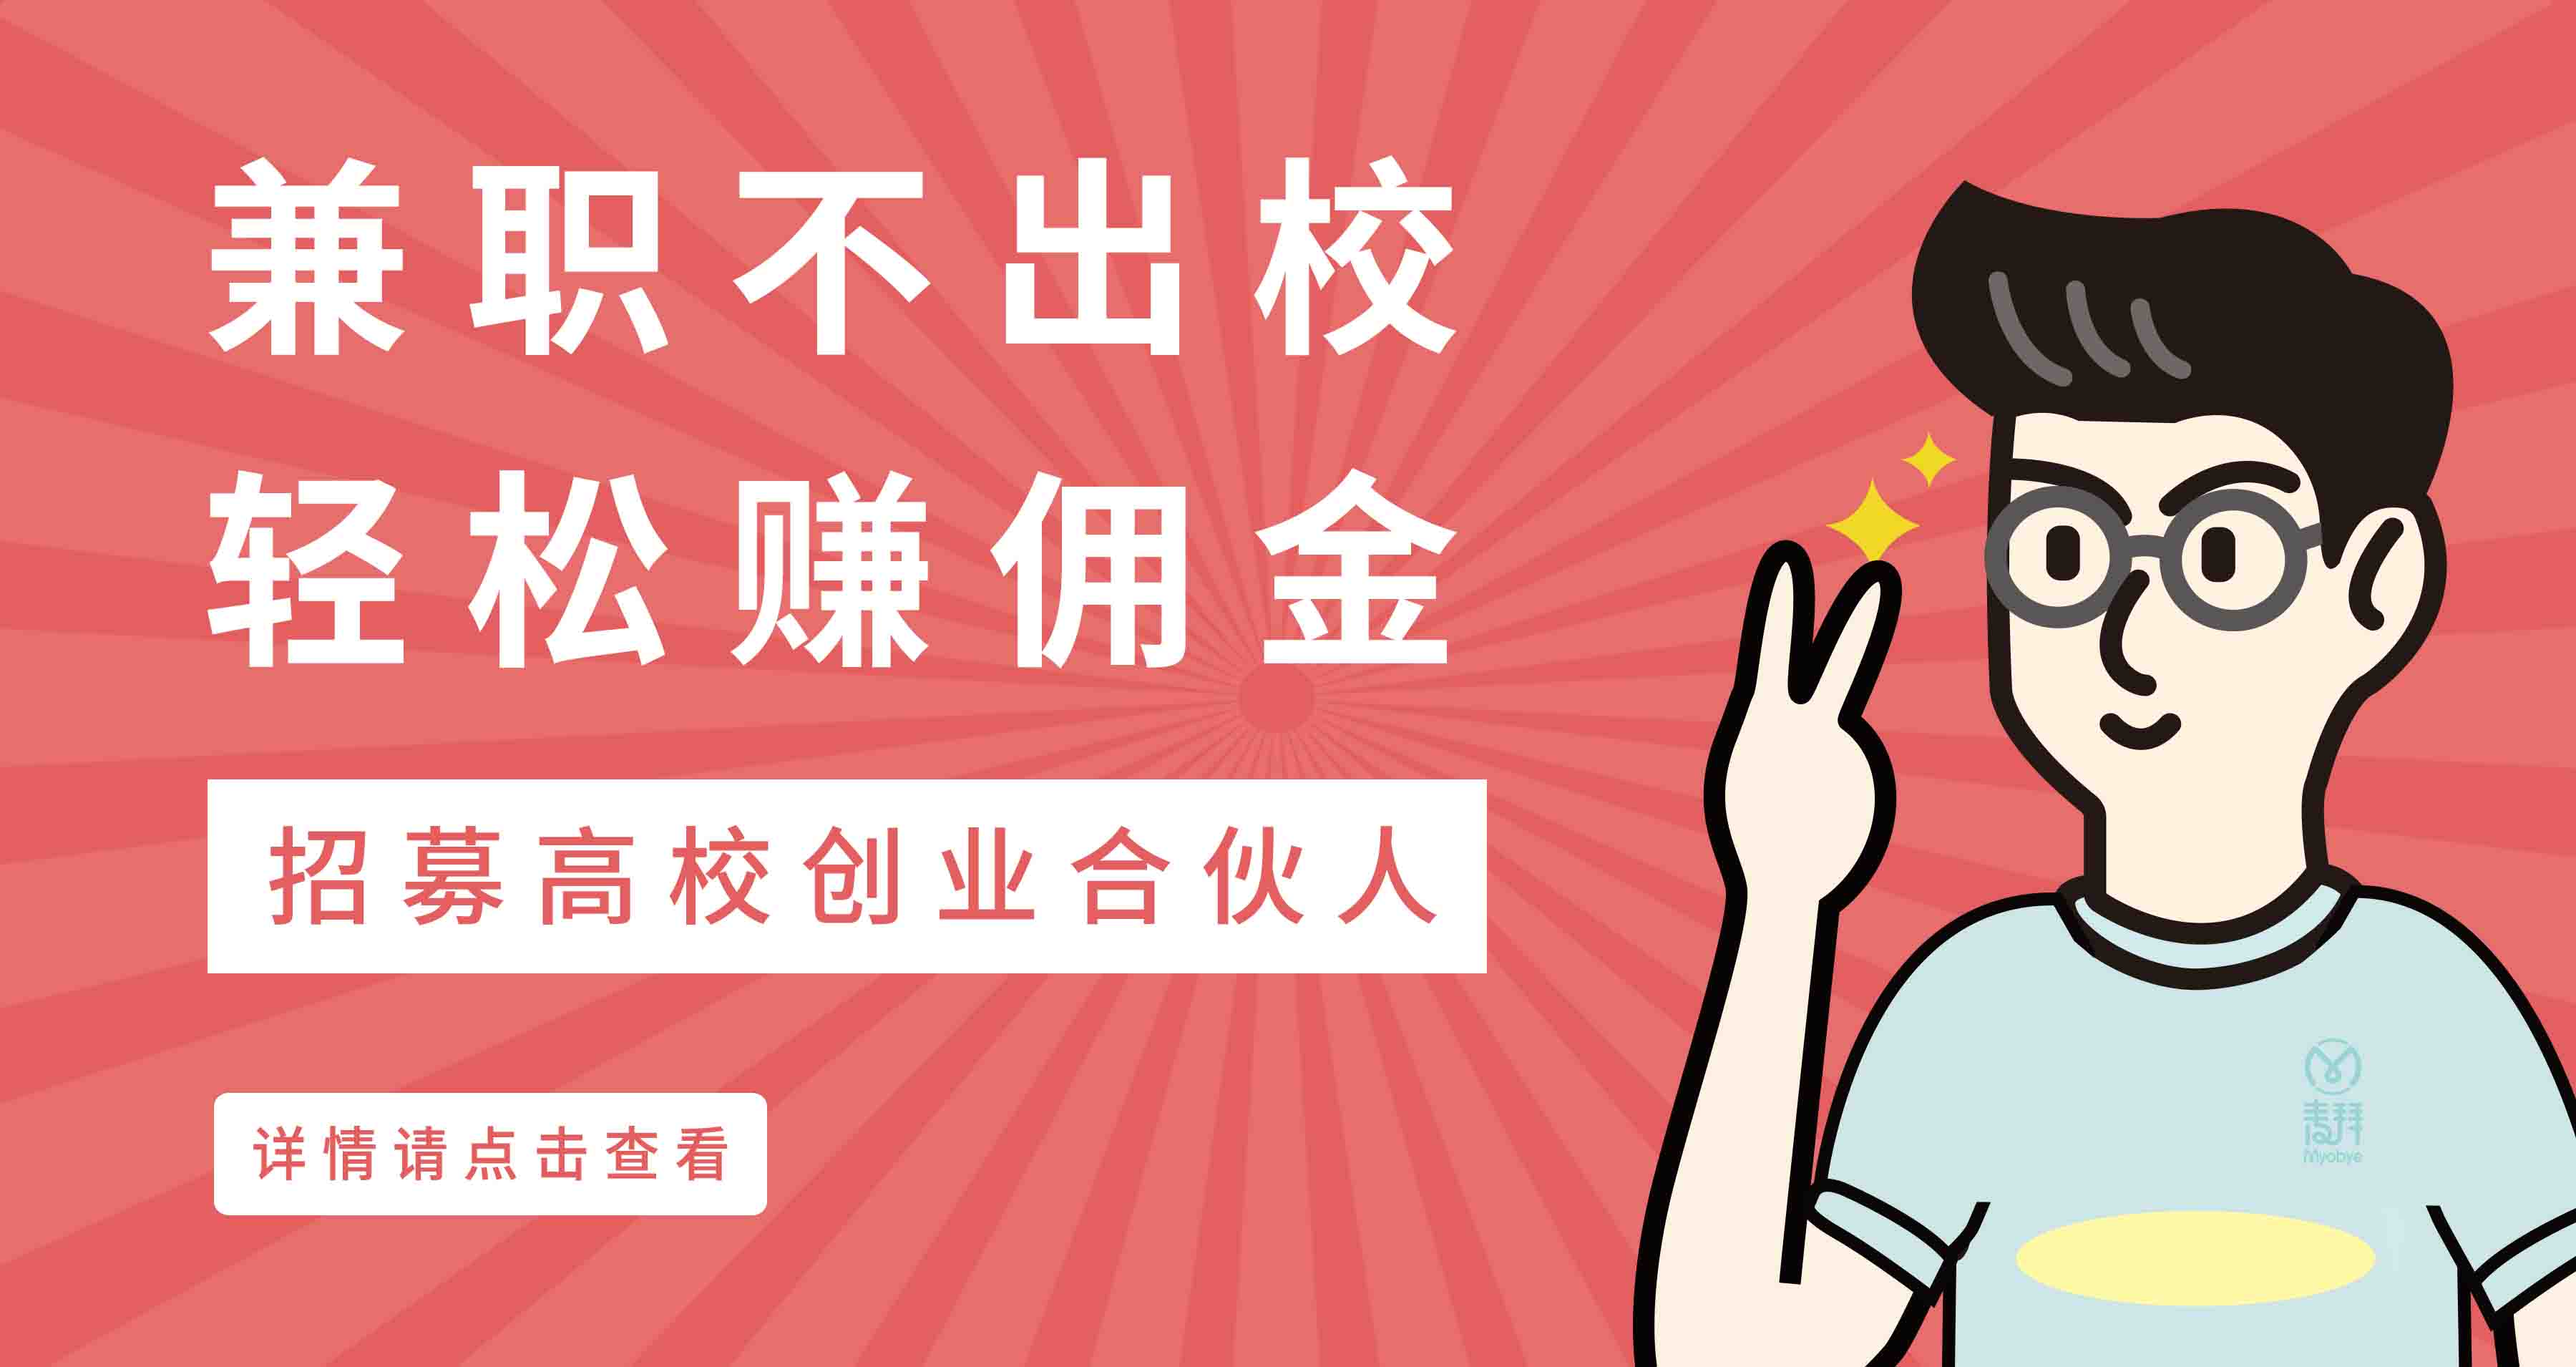 兼职不出校
轻松赚佣金
招募高校创业合伙人
详情请点击查看
麦拜
Myobye